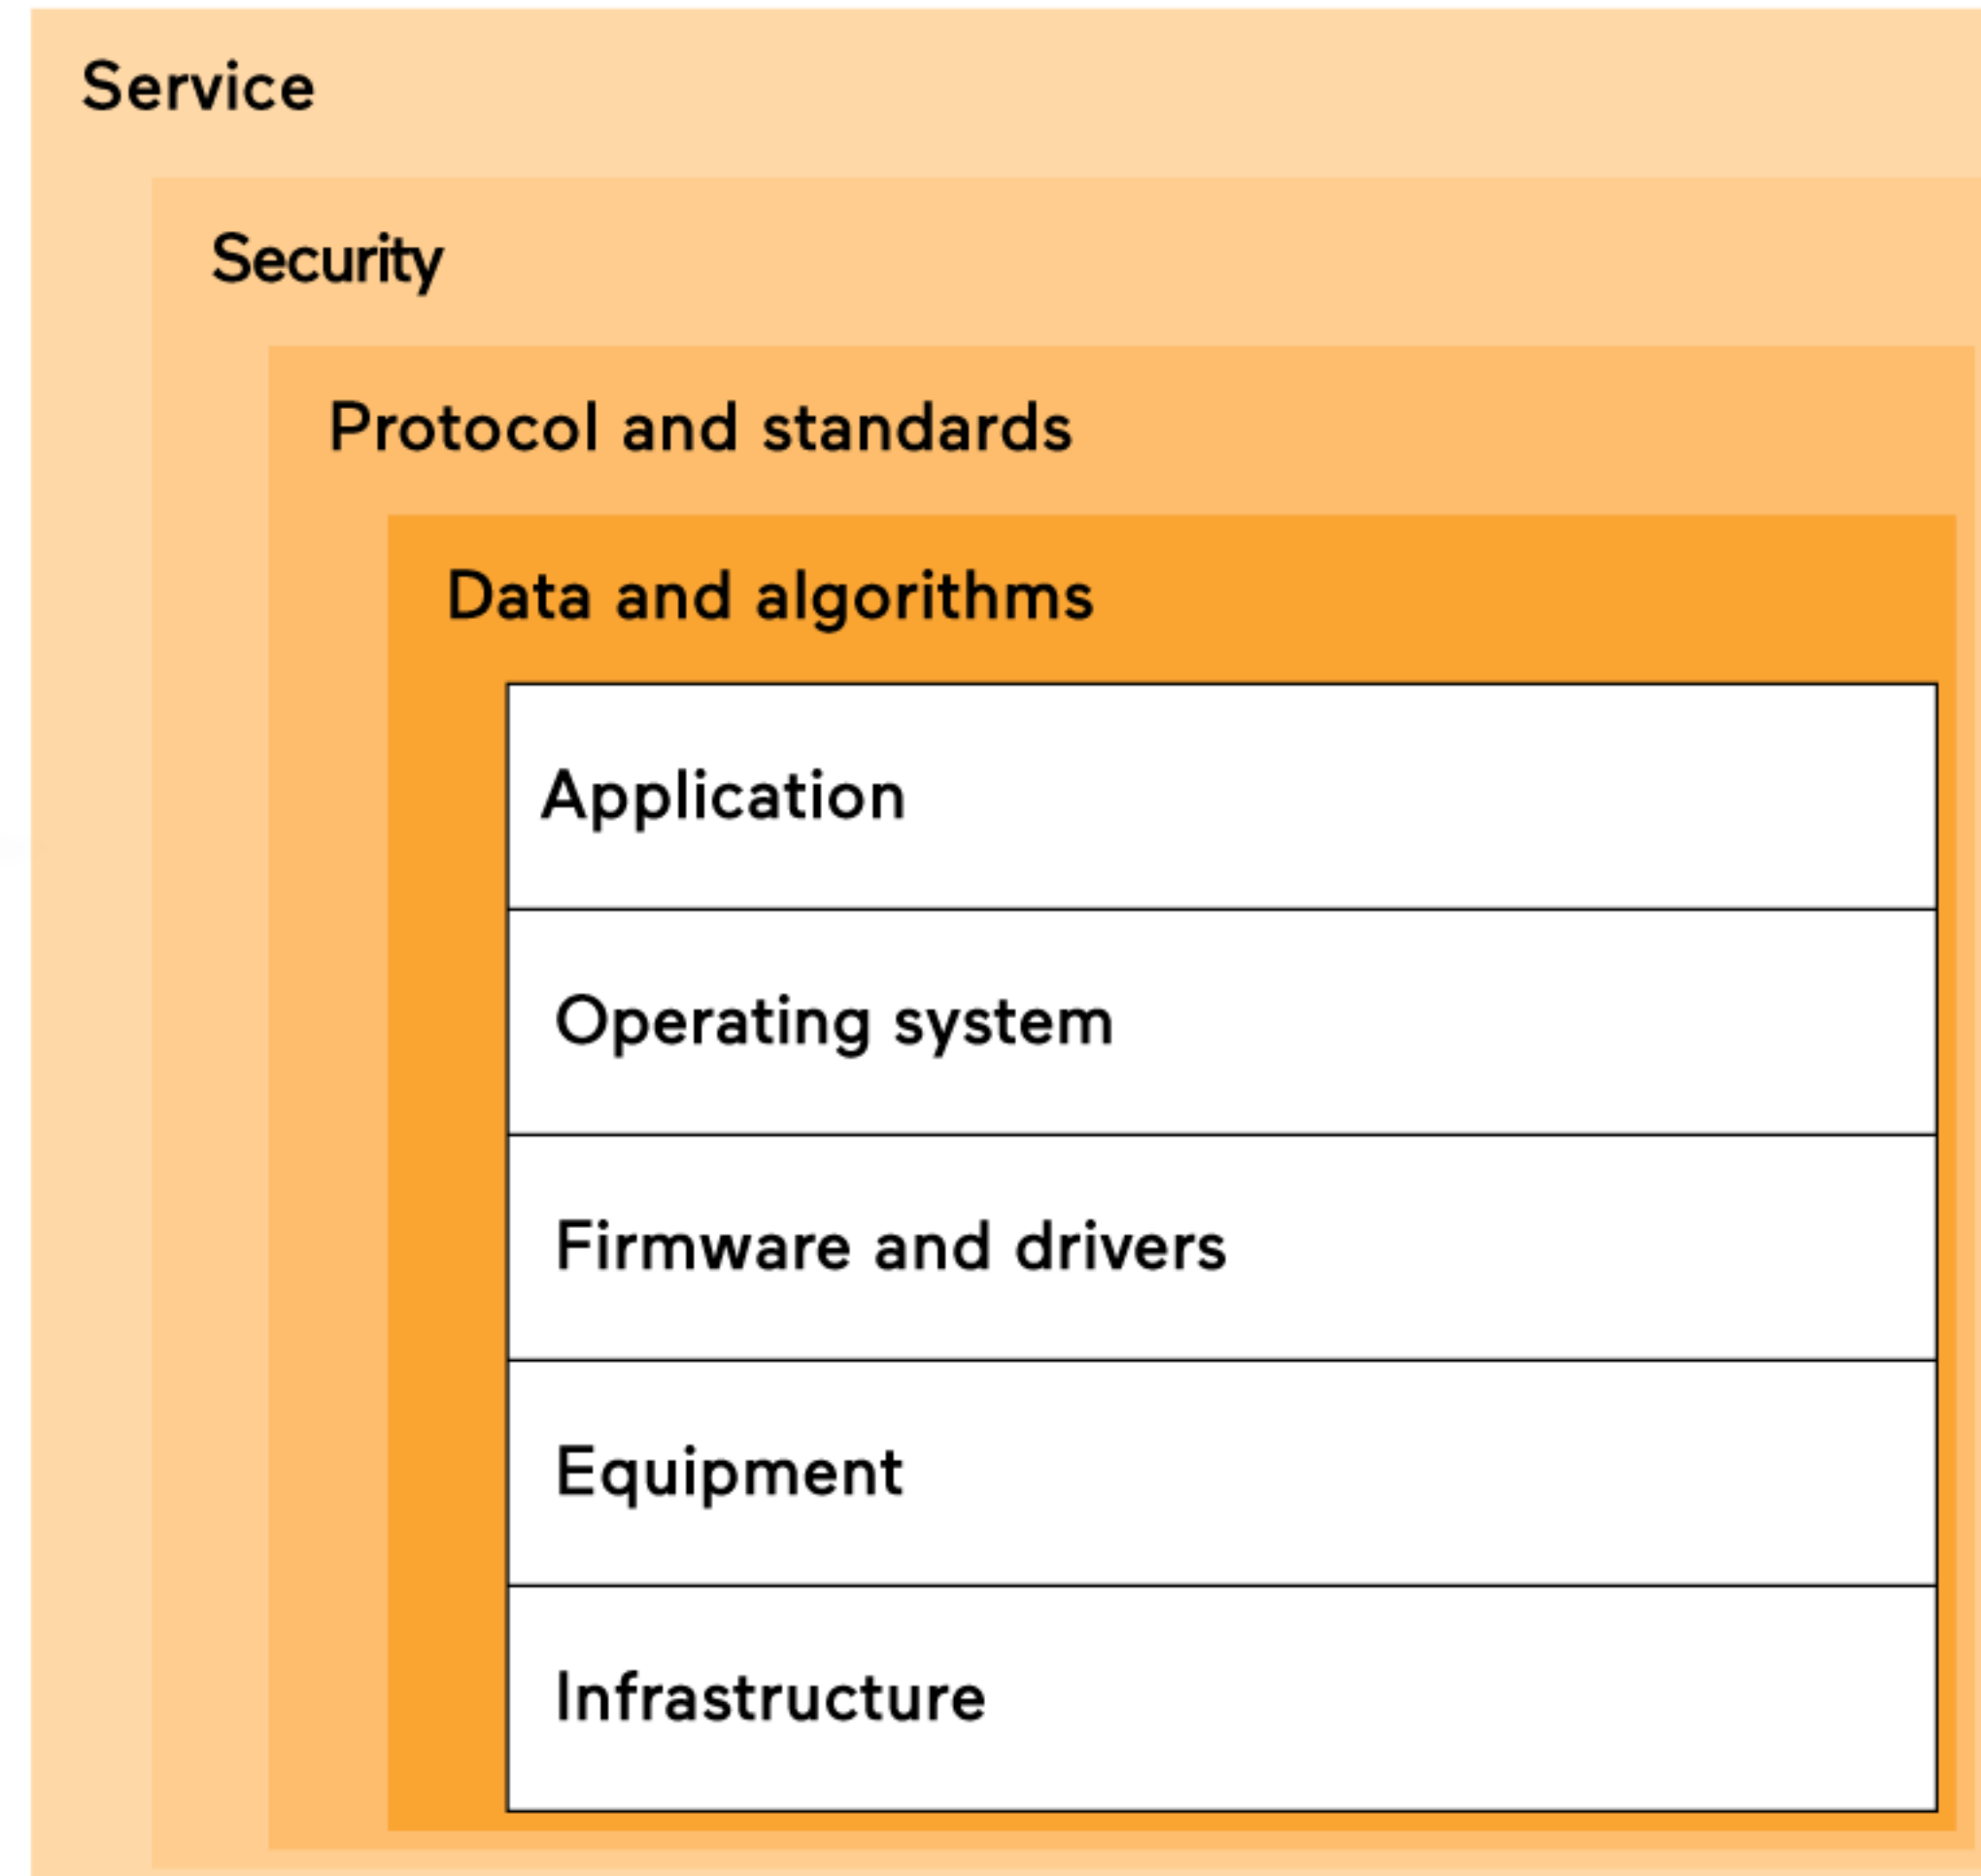 Service
Security
Protocol and standards
Data and algorithms
Application
Operating system
Firmware and drivers
Equipment
Infrastructure